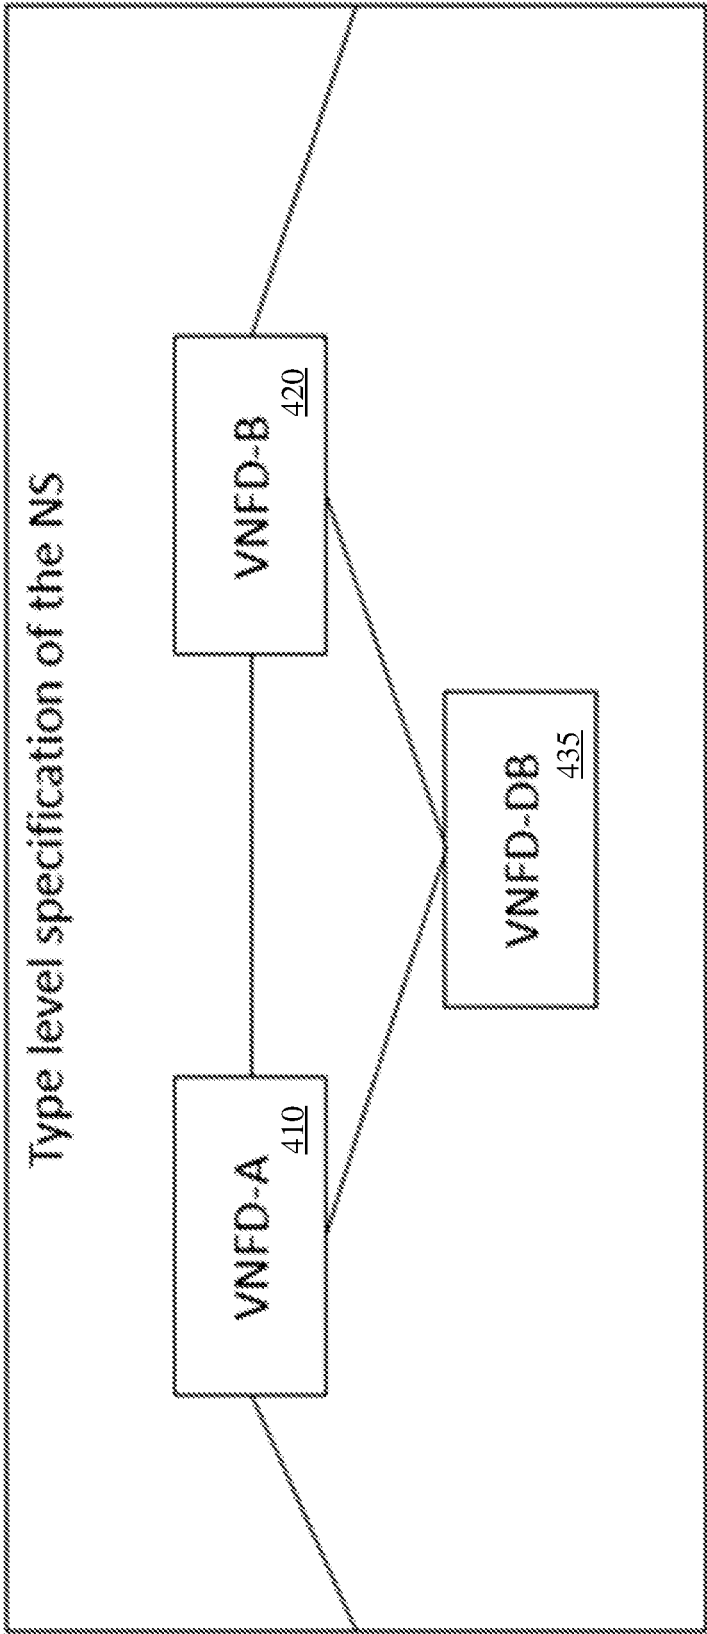 Type level specification of the NS
VNFD-A
410
VNFD-B
420
VNFD-DB
435